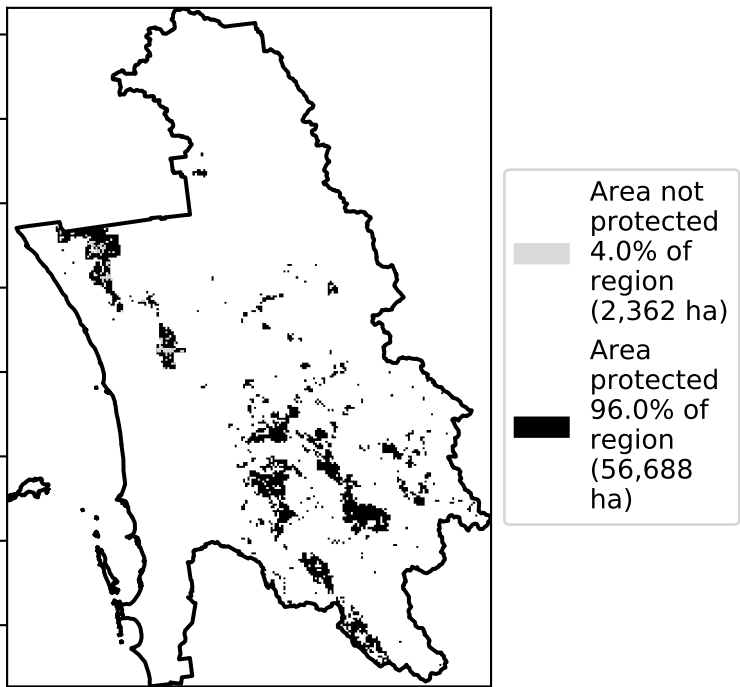 Area not
protected
4.0% of
region
(2,362 ha)
Area
protected
96.0% of
region
(56,688
ha)